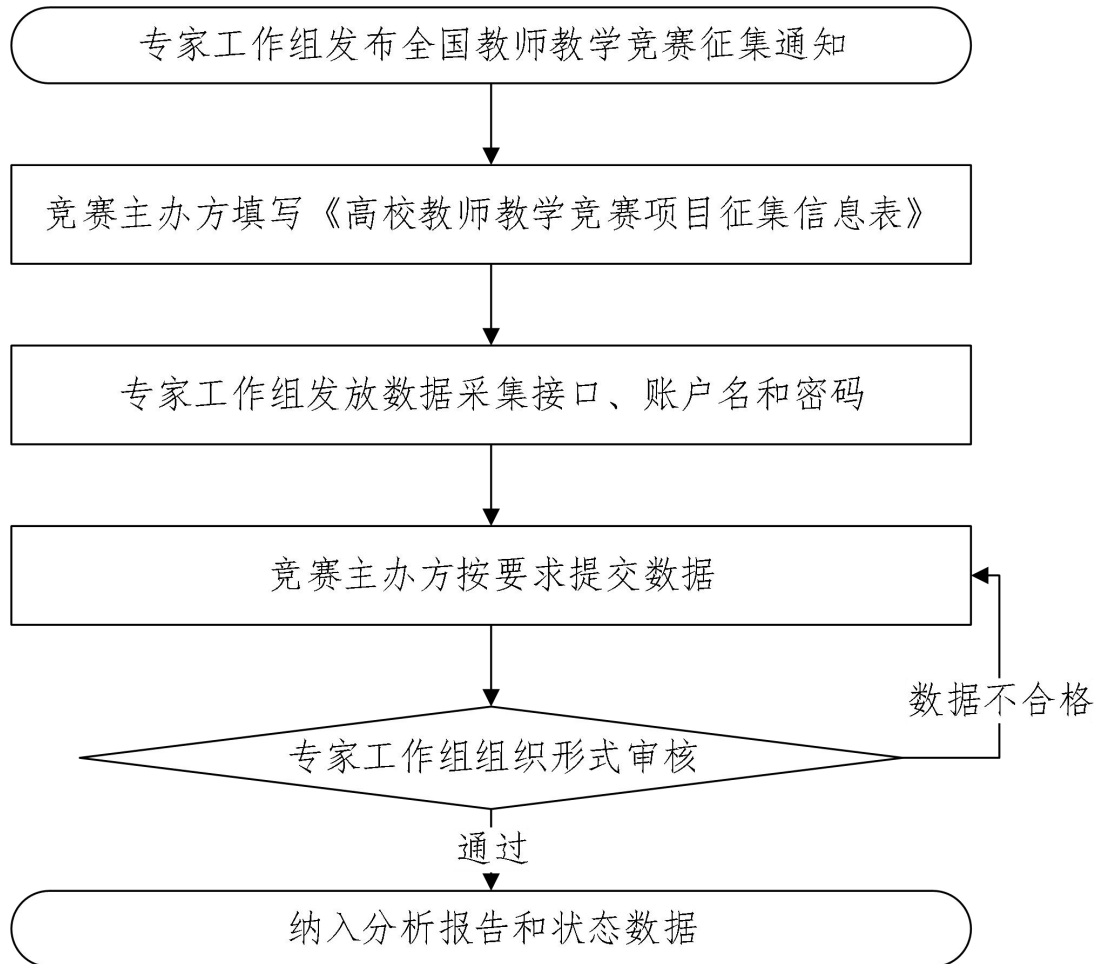 专家工作组发布全国教师教学竞赛征集通知
竞赛主办方填写《高校教师教学竞赛项目征集信息表》
专家工作组发放数据采集接口、账户名和密码
竞赛主办方按要求提交数据
数据不合格
专家工作组组织形式审核
通过
纳入分析报告和状态数据